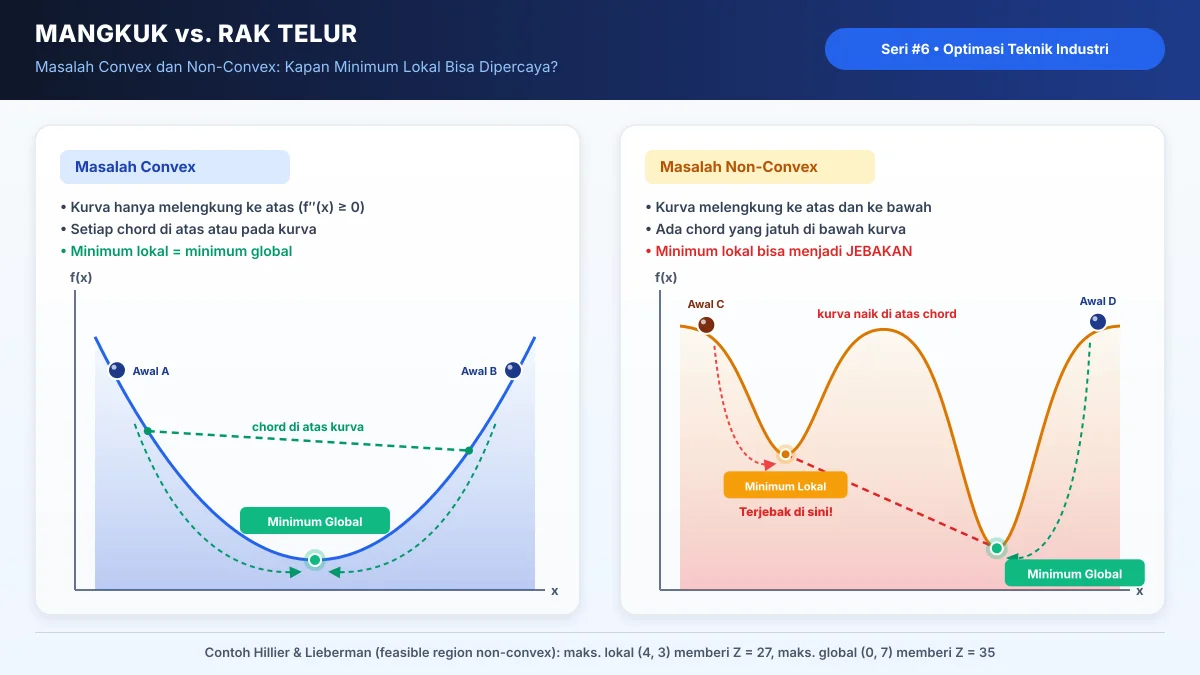 MANGKUK vs. RAK TELUR
Masalah Convex dan Non-Convex: Kapan Minimum Lokal Bisa Dipercaya?
Seri #6 • Optimasi Teknik Industri
Masalah Convex
• Kurva hanya melengkung ke atas (f''(x) ≥ 0)
• Setiap chord di atas atau pada kurva
• Minimum lokal = minimum global
f(x)
Awal A
Awal B
chord di atas kurva
Minimum Global
x
Masalah Non-Convex
• Kurva melengkung ke atas dan ke bawah
• Ada chord yang jatuh di bawah kurva
• Minimum lokal bisa menjadi JEBAKAN
f(x)
Awal C
Awal D
kurva naik di atas chord
Minimum Lokal
Terjebak di sini!
Minimum Global
x
Contoh Hillier & Lieberman (feasible region non-convex): maks. lokal (4, 3) memberi Z = 27, maks. global (0, 7) memberi Z = 35